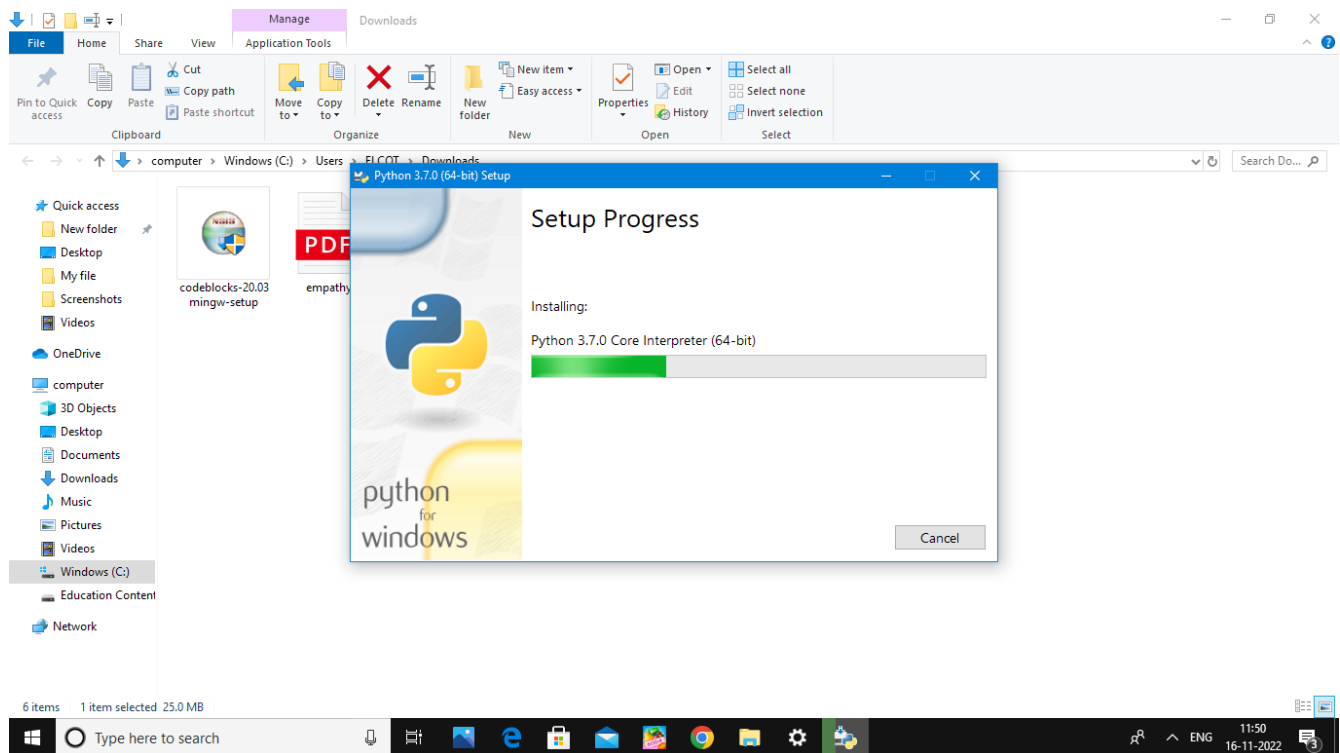 Manage
Downloads
File
Home
Share
View
Application Tools
Pin to Quick access
Copy
Paste
Cut
Copy path
Paste shortcut
Move to
Copy to
Delete
Rename
New folder
New item
Easy access
Properties
Open
Edit
History
Select all
Select none
Invert selection
Clipboard
Organize
New
Open
Select
computer
Windows (C:)
Users
ELCOT
Downloads
Search Do...
Quick access
New folder
Desktop
My file
Screenshots
Videos
OneDrive
computer
3D Objects
Desktop
Documents
Downloads
Music
Pictures
Videos
Windows (C:)
Education Content
Network
codeblocks-20.03
mingw-setup
PDF
empathy
Python 3.7.0 (64-bit) Setup
Setup Progress
Installing:
Python 3.7.0 Core Interpreter (64-bit)
python
for
windows
Cancel
6 items
1 item selected 25.0 MB
Type here to search
ENG
11:50
16-11-2022
3